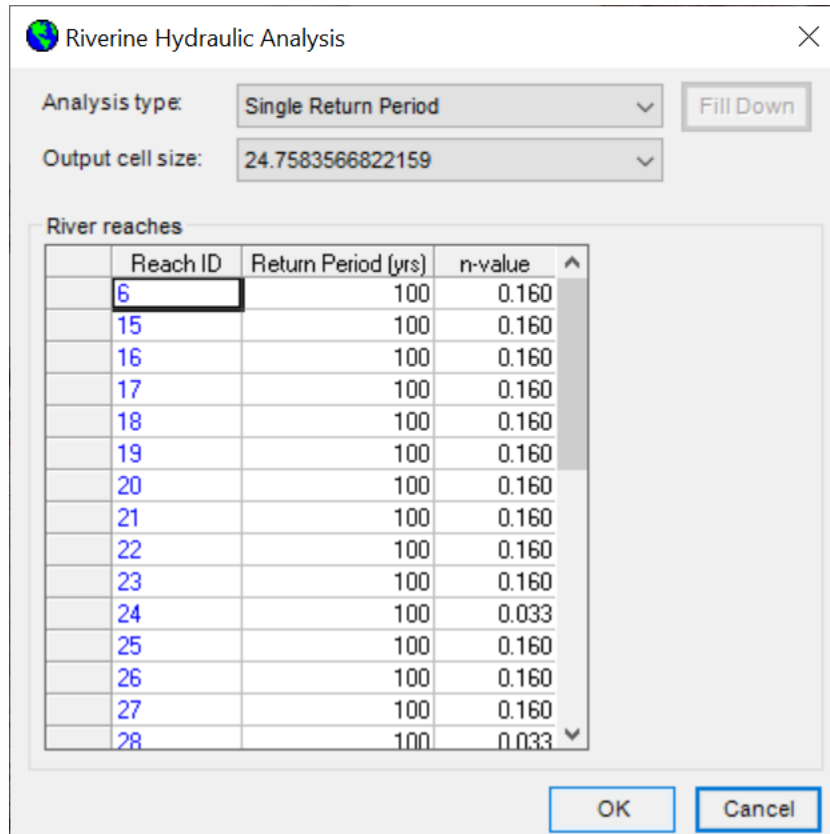 Riverine Hydraulic Analysis
Analysis type: Single Return Period Fill Down
Output cell size: 24.7583566822159
River reaches
Reach ID Return Period (yrs) n-value
6 100 0.160
15 100 0.160
16 100 0.160
17 100 0.160
18 100 0.160
19 100 0.160
20 100 0.160
21 100 0.160
22 100 0.160
23 100 0.160
24 100 0.033
25 100 0.160
26 100 0.160
27 100 0.160
28 100 0.033
OK Cancel